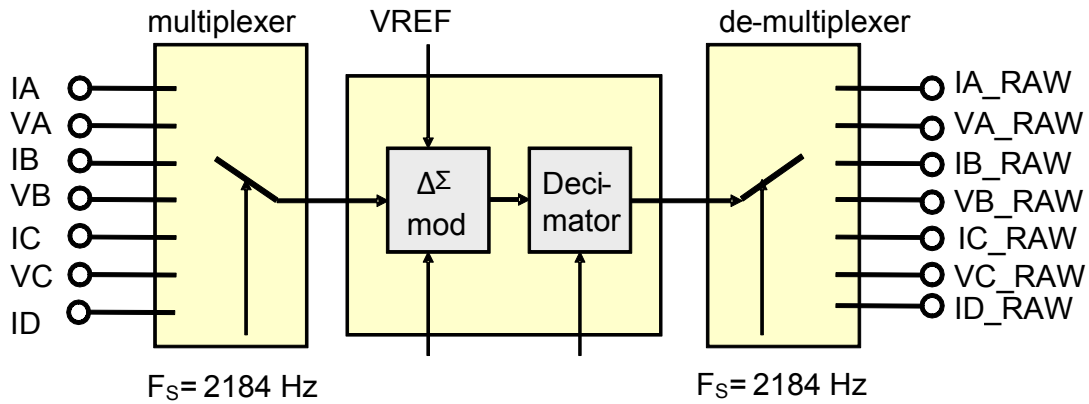 multiplexer
VREF
de-multiplexer
IA
VA
IB
VB
IC
VC
ID
ΔΣ
mod
Deci-
mator
IA_RAW
VA_RAW
IB_RAW
VB_RAW
IC_RAW
VC_RAW
ID_RAW
FS= 2184 Hz
FS= 2184 Hz